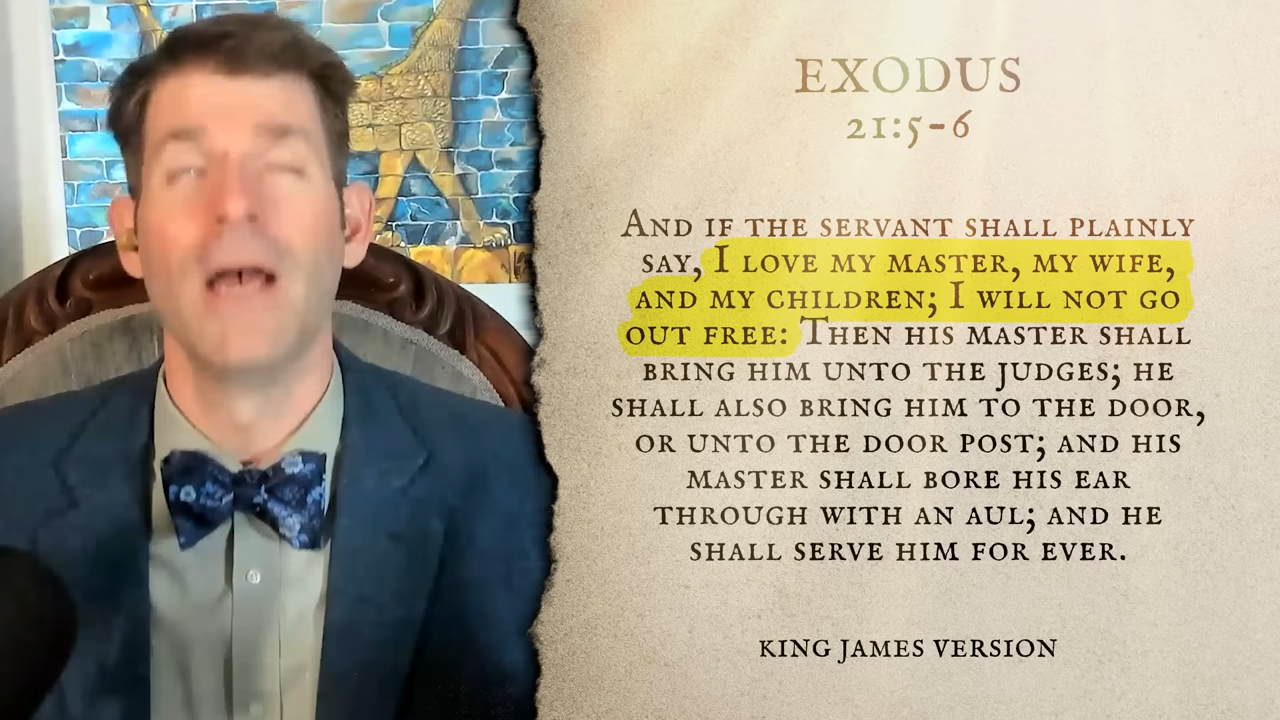 EXODUS
21:5-6
AND IF THE SERVANT SHALL PLAINLY
SAY, I LOVE MY MASTER, MY WIFE,
AND MY CHILDREN; I WILL NOT GO
OUT FREE: THEN HIS MASTER SHALL
BRING HIM UNTO THE JUDGES; HE
SHALL ALSO BRING HIM TO THE DOOR,
OR UNTO THE DOOR POST; AND HIS
MASTER SHALL BORE HIS EAR
THROUGH WITH AN AUL; AND HE
SHALL SERVE HIM FOR EVER.
KING JAMES VERSION